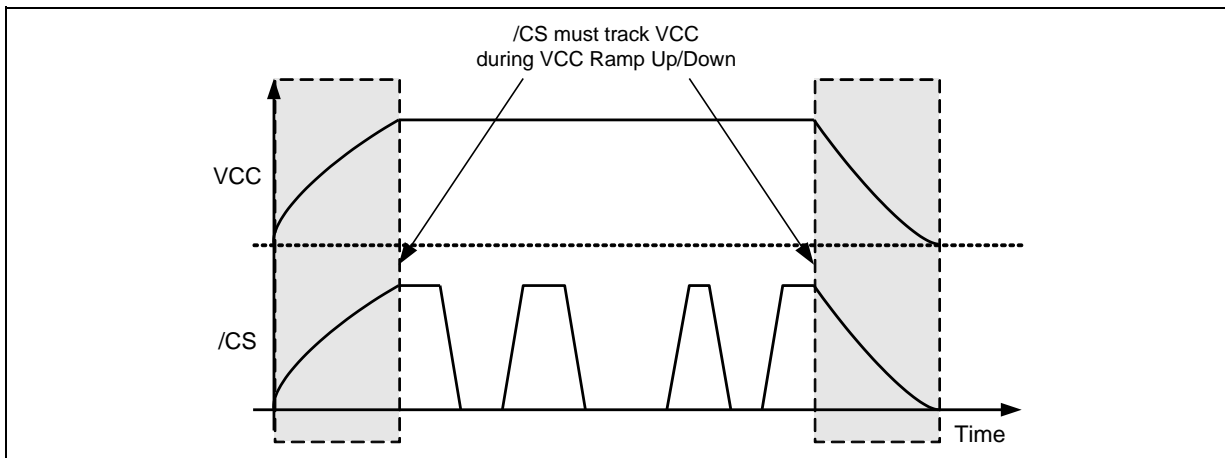 /CS must track VCC
during VCC Ramp Up/Down
VCC
/CS
Time